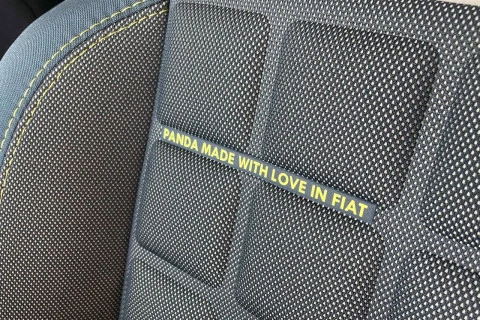 PANDA MADE WITH LOVE IN FIAT